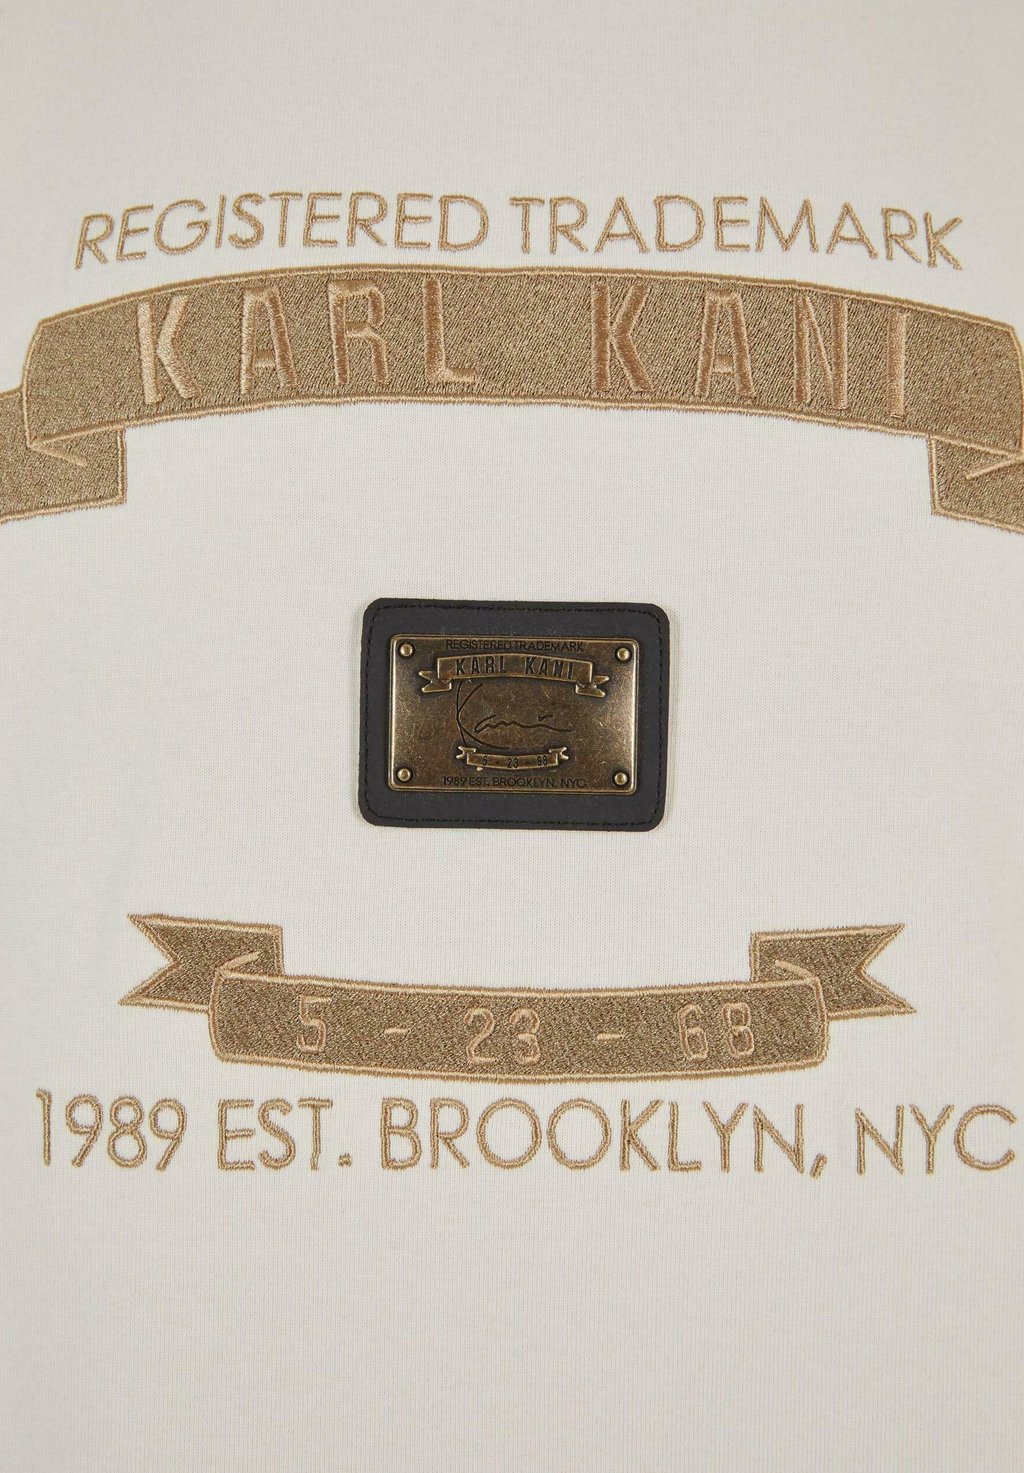 REGISTERED TRADEMARK
KARL KANI
REGISTERED TRADEMARK
KARL KANI
Kani
5 - 23 - 68
1989 EST. BROOKLYN, NYC
5 - 23 - 68
1989 EST. BROOKLYN, NYC